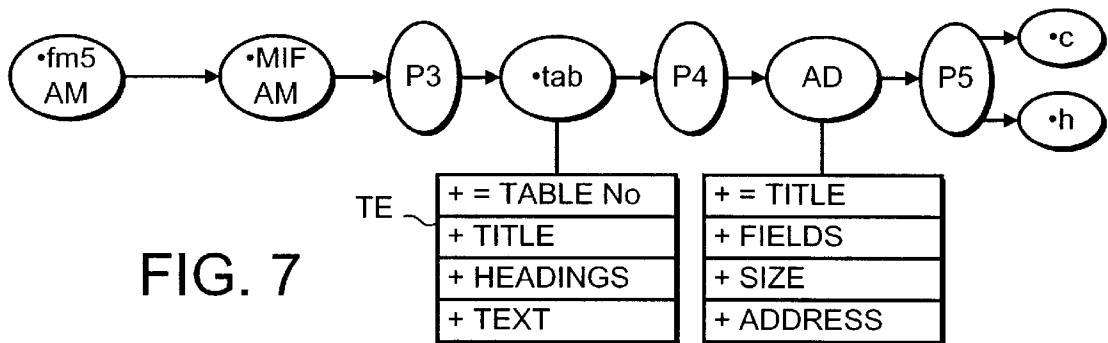 •fm5
AM
•MIF
AM
P3
•tab
P4
AD
P5
•c
•h
TE
+ = TABLE No
+ TITLE
+ HEADINGS
+ TEXT
+ = TITLE
+ FIELDS
+ SIZE
+ ADDRESS
FIG. 7